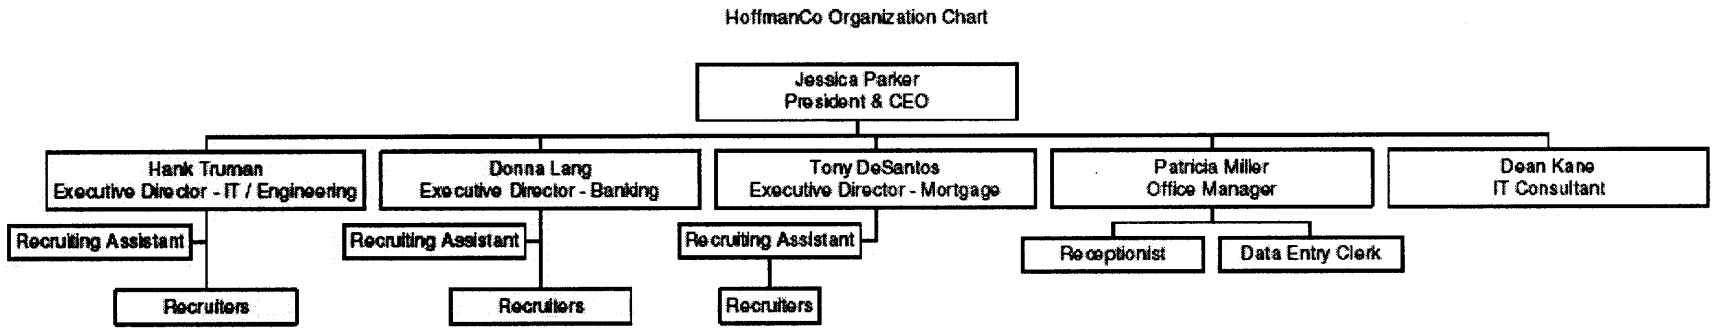 HoffmanCo Organization Chart
Jessica Parker
President & CEO
Hank Truman
Executive Director - IT / Engineering
Donna Lang
Executive Director - Banking
Tony DeSantos
Executive Director - Mortgage
Patricia Miller
Office Manager
Dean Kane
IT Consultant
Recruiting Assistant
Recruiting Assistant
Recruiting Assistant
Receptionist
Data Entry Clerk
Recruiters
Recruiters
Recruiters